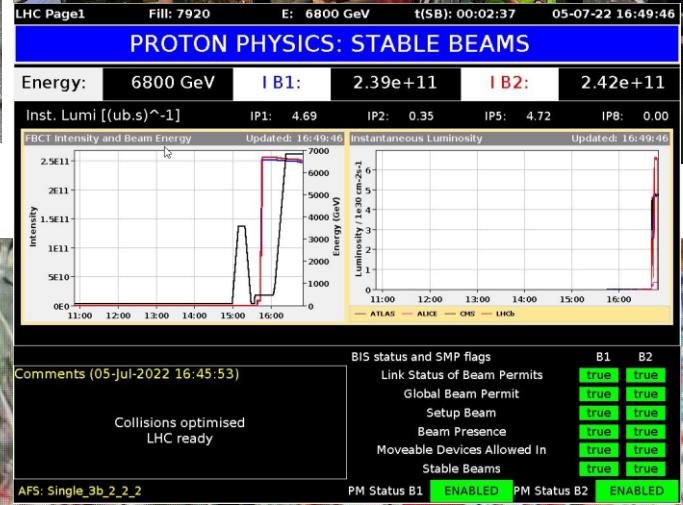 LHC Page1 Fill: 7920 E: 6800 GeV t(SB): 00:02:37 05-07-22 16:49:46
PROTON PHYSICS: STABLE BEAMS
Energy: 6800 GeV I B1: 2.39e+11 I B2: 2.42e+11
Inst. Lumi [(ub.s)^-1] IP1: 4.69 IP2: 0.35 IP5: 4.72 IP8: 0.00
FBCT Intensity and Beam Energy Updated: 16:49:46
Intensity
2.5E11
2E11
1.5E11
1E11
5E10
0E0
11:00 12:00 13:00 14:00 15:00 16:00
7000
6000
5000
4000
3000
2000
1000
0
Energy (GeV)
Instantaneous Luminosity Updated: 16:49:46
Luminosity / 1e30 cm-2s-1
6
5
4
3
2
1
0
11:00 12:00 13:00 14:00 15:00 16:00
ATLAS ALICE CMS LHCb
Comments (05-Jul-2022 16:45:53)
Collisions optimised
LHC ready
BIS status and SMP flags B1 B2
Link Status of Beam Permits true true
Global Beam Permit true true
Setup Beam true true
Beam Presence true true
Moveable Devices Allowed In true true
Stable Beams true true
AFS: Single_3b_2_2_2 PM Status B1 ENABLED PM Status B2 ENABLED